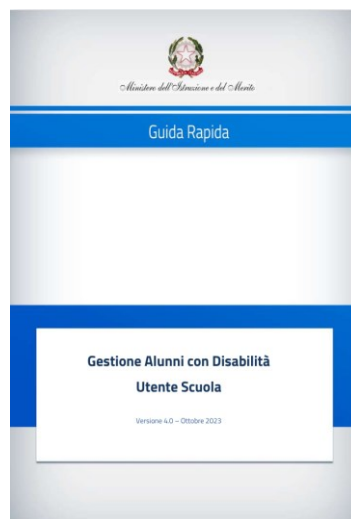 Ministero dell'Istruzione e del Merito
Guida Rapida
Gestione Alunni con Disabilità
Utente Scuola
Versione 4.0 – Ottobre 2023